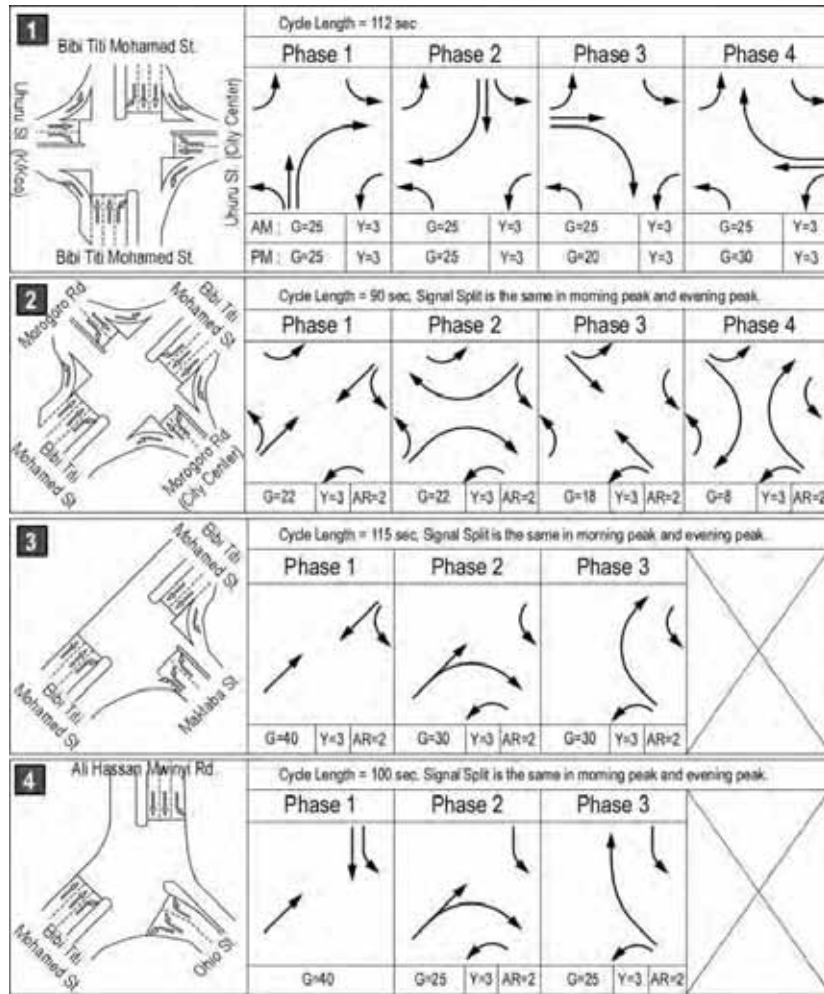 1
Cycle Length = 112 sec
Bibi Titi Mohamed St.
Uhuru St. (K/Koo)
Uhuru St. (City Center)
Bibi Titi Mohamed St.
Phase 1
Phase 2
Phase 3
Phase 4
AM : G=25 Y=3 G=25 Y=3 G=25 Y=3 G=25 Y=3
PM : G=25 Y=3 G=25 Y=3 G=20 Y=3 G=30 Y=3
2
Cycle Length = 90 sec, Signal Split is the same in morning peak and evening peak.
Morogoro Rd.
Bibi Titi
Mohamed St.
Bibi Titi
Mohamed St.
Morogoro Rd.
(City Center)
Phase 1
Phase 2
Phase 3
Phase 4
G=22 Y=3 AR=2 G=22 Y=3 AR=2 G=18 Y=3 AR=2 G=8 Y=3 AR=2
3
Cycle Length = 115 sec, Signal Split is the same in morning peak and evening peak.
Bibi Titi
Mohamed St.
Bibi Titi
Mohamed St.
Maktaba St.
Phase 1
Phase 2
Phase 3
G=40 Y=3 AR=2 G=30 Y=3 AR=2 G=30 Y=3 AR=2
4
Cycle Length = 100 sec, Signal Split is the same in morning peak and evening peak.
Ali Hassan Mwinyi Rd.
Bibi Titi
Mohamed St.
Ohio St.
Phase 1
Phase 2
Phase 3
G=40 G=25 Y=3 AR=2 G=25 Y=3 AR=2